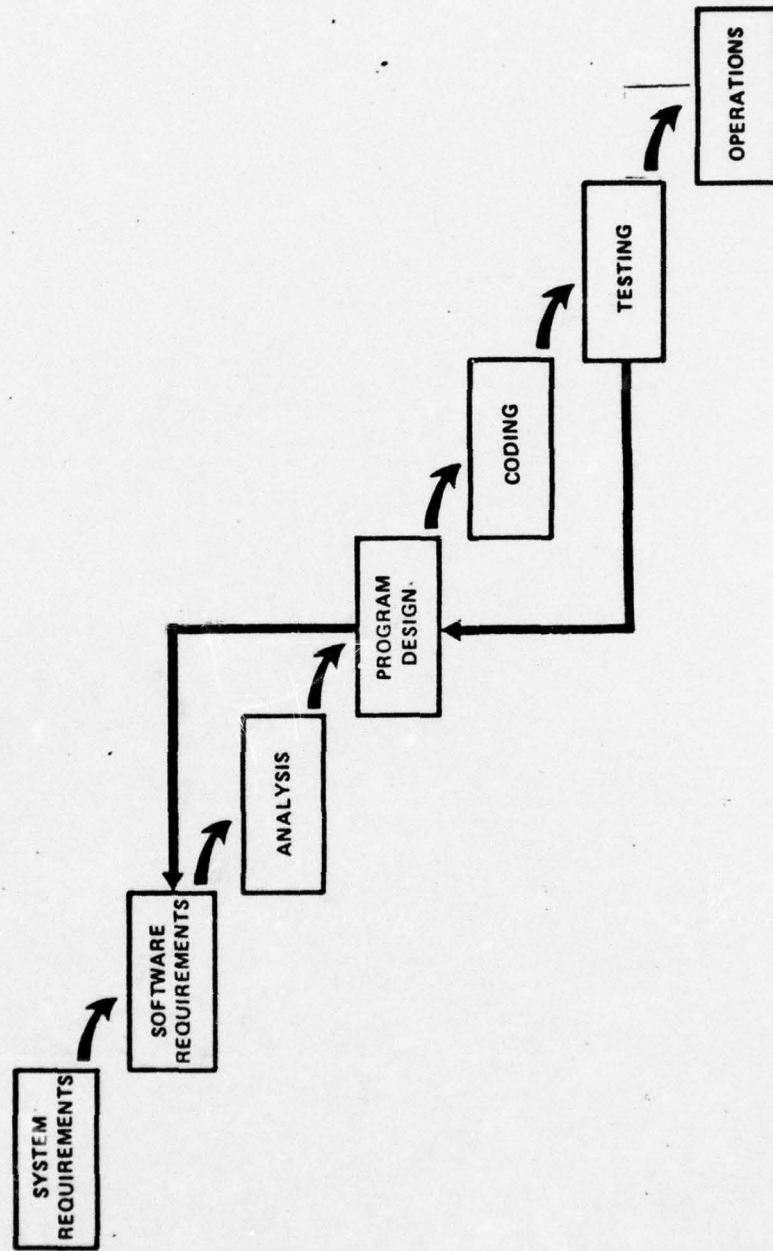 SYSTEM
REQUIREMENTS
SOFTWARE
REQUIREMENTS
ANALYSIS
PROGRAM
DESIGN
CODING
TESTING
OPERATIONS